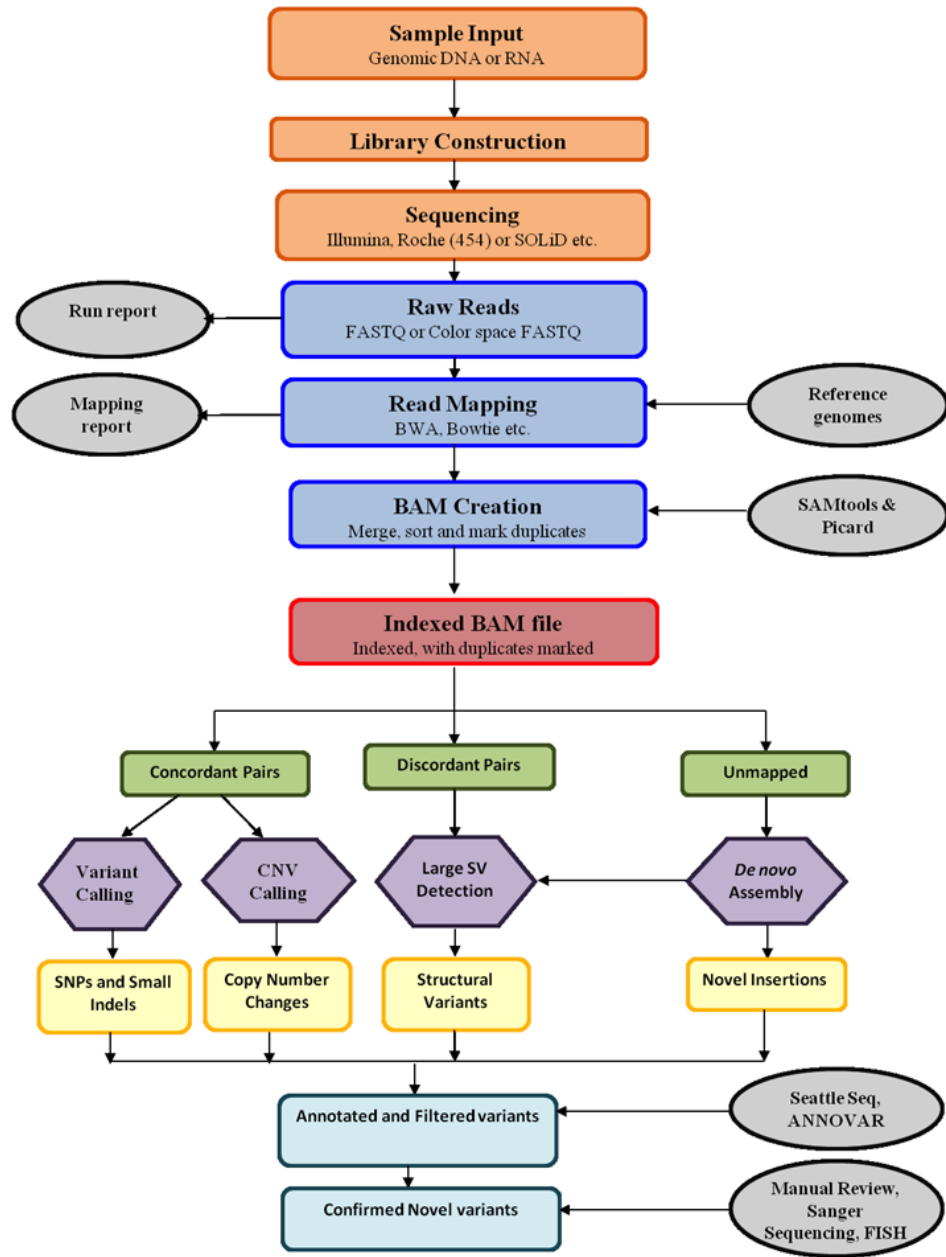 Sample Input
Genomic DNA or RNA
Library Construction
Sequencing
Illumina, Roche (454) or SOLiD etc.
Raw Reads
FASTQ or Color space FASTQ
Run report
Read Mapping
BWA, Bowtie etc.
Mapping
report
Reference
genomes
BAM Creation
Merge, sort and mark duplicates
SAMtools &
Picard
Indexed BAM file
Indexed, with duplicates marked
Concordant Pairs
Discordant Pairs
Unmapped
Variant
Calling
CNV
Calling
Large SV
Detection
De novo
Assembly
SNPs and Small
Indels
Copy Number
Changes
Structural
Variants
Novel Insertions
Annotated and Filtered variants
Seattle Seq,
ANNOVAR
Confirmed Novel variants
Manual Review,
Sanger
Sequencing, FISH